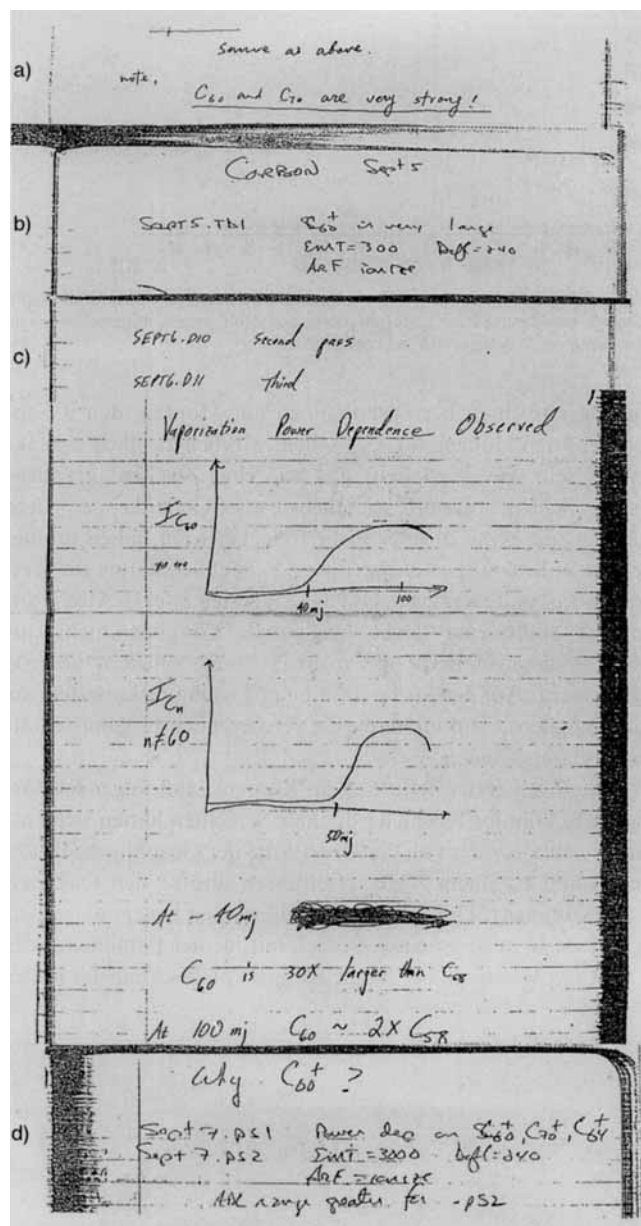 a)
same as above.
note,
C60 and C70 are very strong!
b)
CARBON Sept 5
SEPT5.TB1 C60+ is very large
EMT=300 Defl=240
ArF ionize
c)
SEPT6.D10 Second pass
SEPT6.D11 Third
Vaporization Power Dependence Observed
IC60
40mj 100
ICn
n≠60
50mj
At ~40mj
C60 is 30X larger than C58
At 100mj C60 ~ 2X C58
d)
Why C60+ ?
Sept 7.PS1 Power dep on C60+, C70+, C64+
Sept 7.PS2 EMT=3000 Defl=240
ArF=ionize
range greater for .PS2